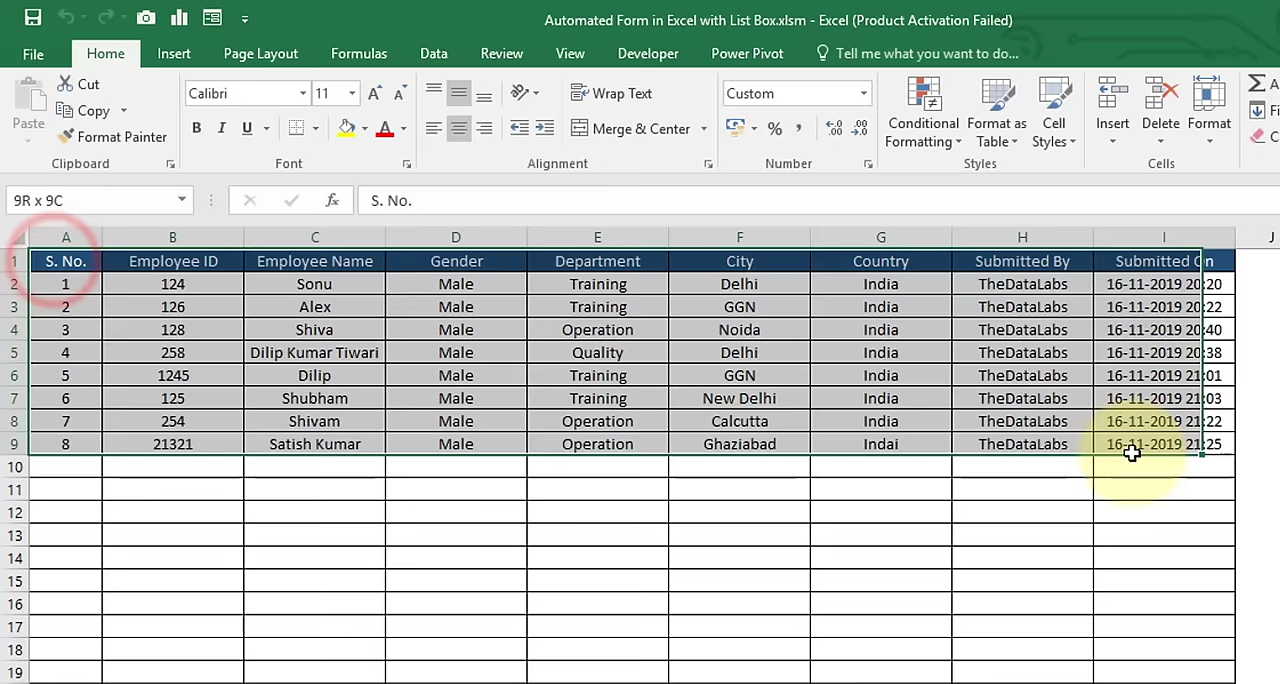 Automated Form in Excel with List Box.xlsm - Excel (Product Activation Failed)
File Home Insert Page Layout Formulas Data Review View Developer Power Pivot Tell me what you want to do...
Paste Cut Copy Format Painter Clipboard
Calibri 11 B I U A Font
Wrap Text Merge & Center Alignment
Custom % , Number
Conditional Formatting Format as Table Cell Styles Styles
Insert Delete Format Cells
9R x 9C fx S. No.
A B C D E F G H I J
1 S. No. Employee ID Employee Name Gender Department City Country Submitted By Submitted On
2 1 124 Sonu Male Training Delhi India TheDataLabs 16-11-2019 20:20
3 2 126 Alex Male Training GGN India TheDataLabs 16-11-2019 20:22
4 3 128 Shiva Male Operation Noida India TheDataLabs 16-11-2019 20:40
5 4 258 Dilip Kumar Tiwari Male Quality Delhi India TheDataLabs 16-11-2019 20:38
6 5 1245 Dilip Male Training GGN India TheDataLabs 16-11-2019 21:01
7 6 125 Shubham Male Training New Delhi India TheDataLabs 16-11-2019 21:03
8 7 254 Shivam Male Operation Calcutta India TheDataLabs 16-11-2019 21:22
9 8 21321 Satish Kumar Male Operation Ghaziabad Indai TheDataLabs 16-11-2019 21:25
10
11
12
13
14
15
16
17
18
19